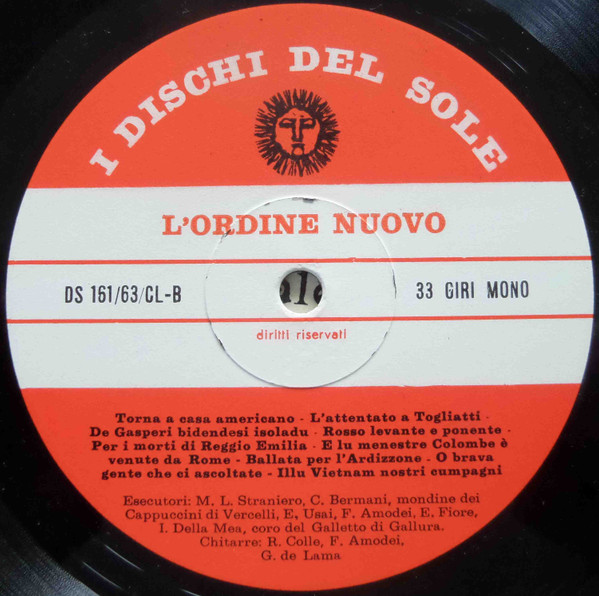 I DISCHI DEL SOLE
L'ORDINE NUOVO
DS 161/63/CL-B
33 GIRI MONO
diritti riservati
Torna a casa americano - L'attentato a Togliatti -
De Gasperi bidendesi isoladu - Rosso levante e ponente -
Per i morti di Reggio Emilia - E lu menestre Colombe è
venute da Rome - Ballata per l'Ardizzone - O brava
gente che ci ascoltate - Illu Vietnam nostri cumpagni
Esecutori: M. L. Straniero, C. Bermani, mondine dei
Cappuccini di Vercelli, E, Usai, F. Amodei, E. Fiore,
I. Della Mea, coro del Galletto di Gallura.
Chitarre: R. Colle, F. Amodei,
G. de Lama